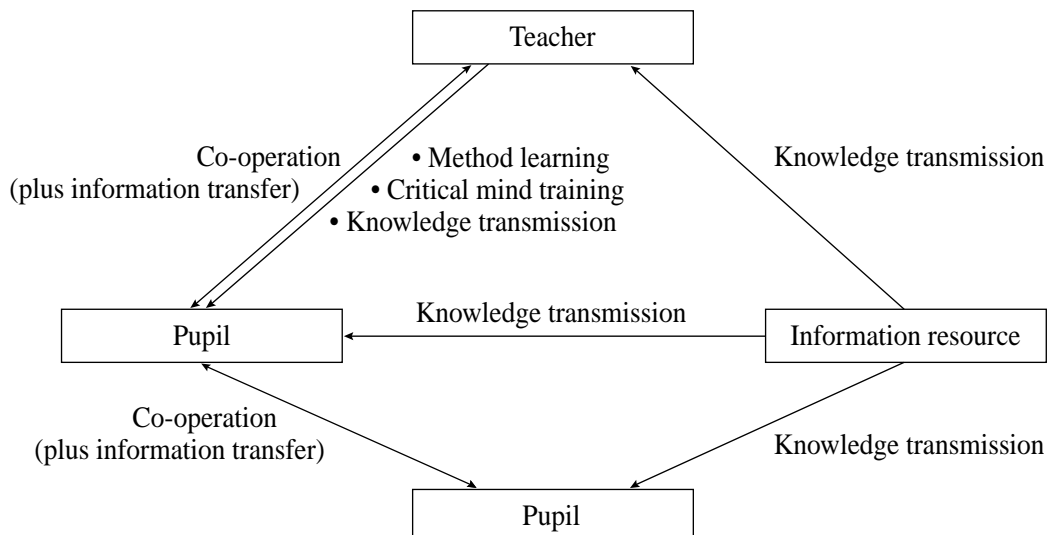 Teacher
Co-operation
(plus information transfer)
• Method learning
• Critical mind training
• Knowledge transmission
Knowledge transmission
Pupil
Knowledge transmission
Information resource
Co-operation
(plus information transfer)
Knowledge transmission
Pupil